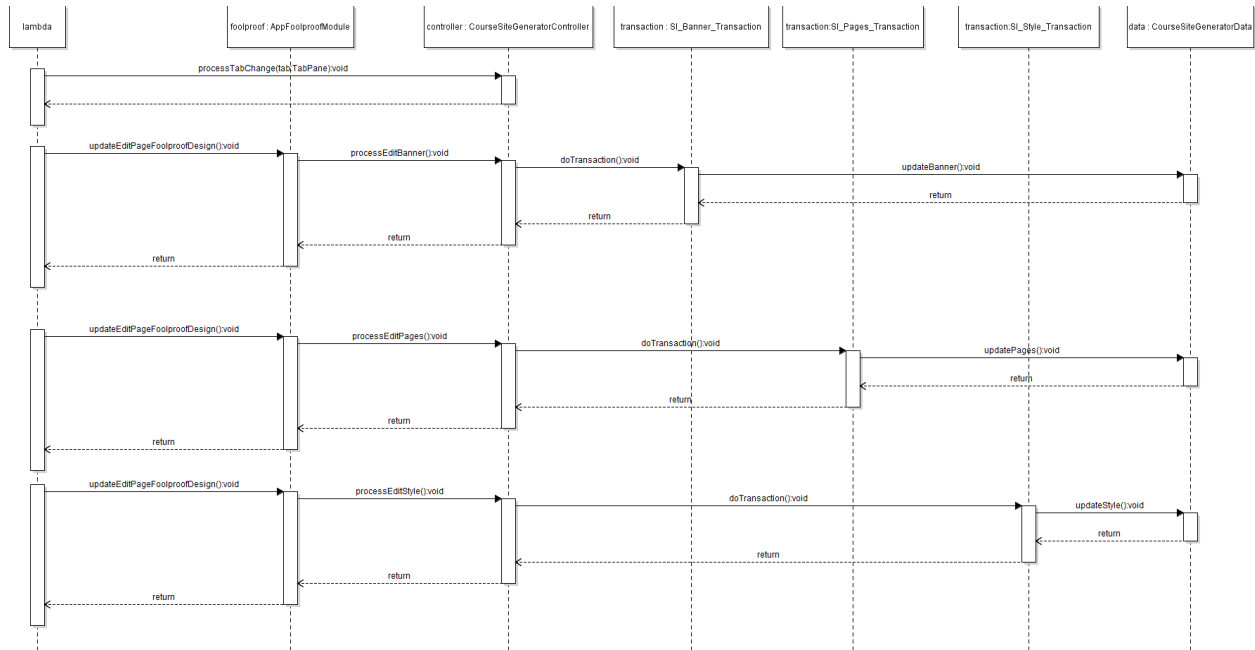 lambda
foolproof : AppFoolproofModule
controller : CourseSiteGeneratorController
transaction : SI_Banner_Transaction
transaction:SI_Pages_Transaction
transaction:SI_Style_Transaction
data : CourseSiteGeneratorData
processTabChange(tab:TabPane):void
updateEditPageFoolproofDesign():void
processEditBanner():void
doTransaction():void
updateBanner():void
return
return
return
return
updateEditPageFoolproofDesign():void
processEditPages():void
doTransaction():void
updatePages():void
return
return
return
return
updateEditPageFoolproofDesign():void
processEditStyle():void
doTransaction():void
updateStyle():void
return
return
return
return